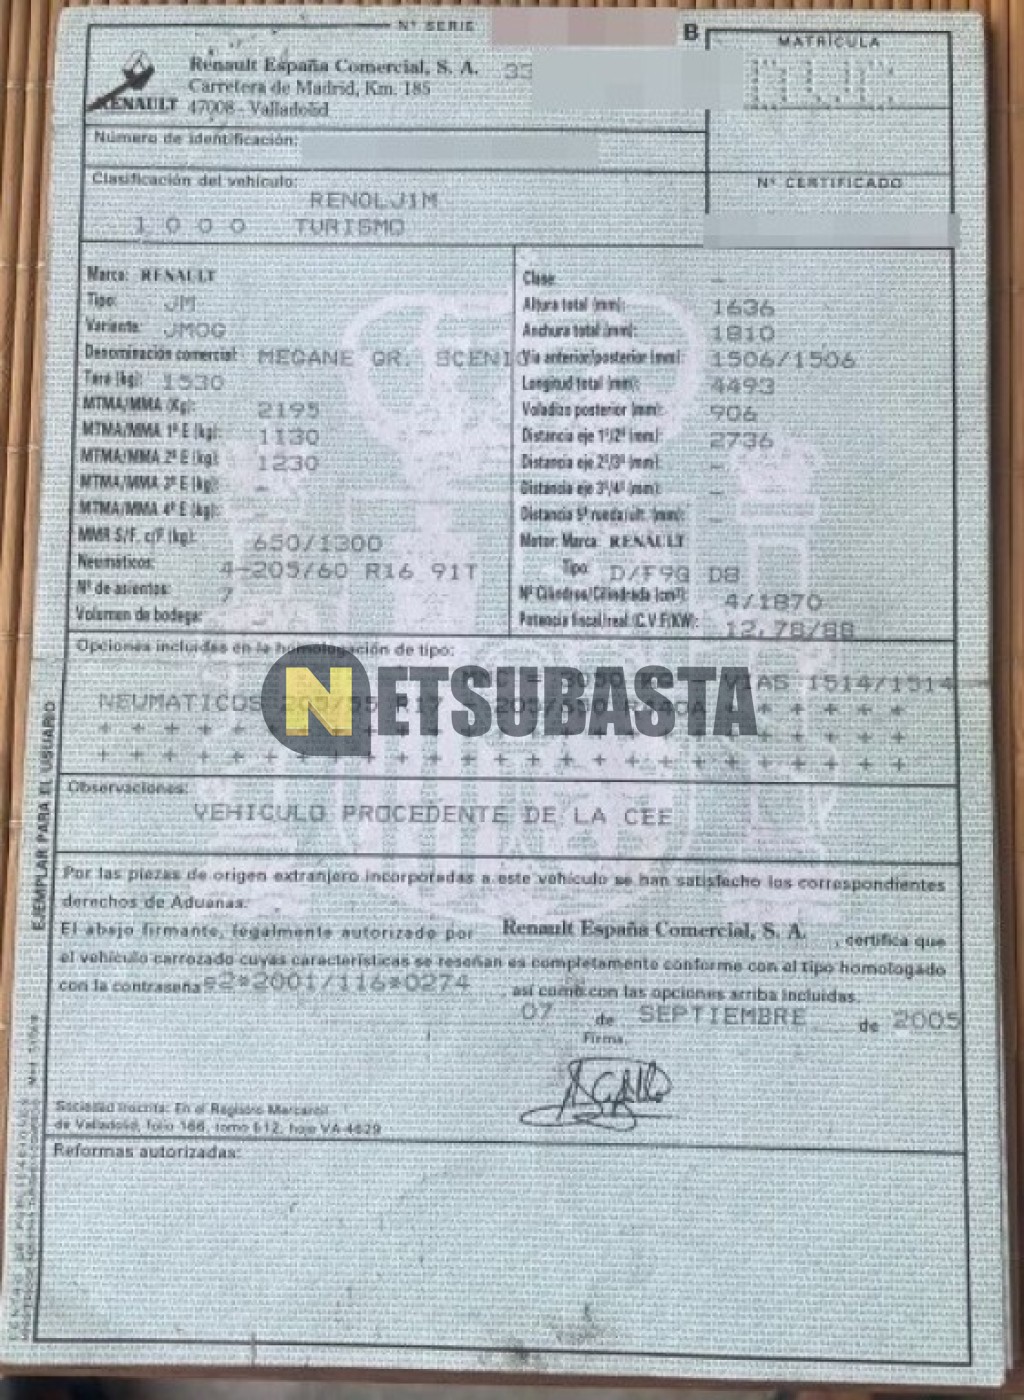 Nº SERIE
B
MATRÍCULA
Renault España Comercial, S. A. 33
Carretera de Madrid, Km. 185
RENAULT 47008 - Valladolid
Número de identificación:
Clasificación del vehículo:
Nº CERTIFICADO
RENOLJ1M
1 0 0 0 TURISMO
Marca: RENAULT
Tipo: JM
Variante: JM0G
Denominación comercial: MEGANE GR. SCENIC
Tara (kg): 1530
MTMA/MMA (Kg): 2195
MTMA/MMA 1º E (kg): 1130
MTMA/MMA 2º E (kg): 1230
MTMA/MMA 3º E (kg): -
MTMA/MMA 4º E (kg): -
MMR S/F. c/F (kg): 650/1300
Neumáticos: 4-205/60 R16 91T
Nº de asientos: 7
Volumen de bodega: -
Clase -
Altura total (mm): 1636
Anchura total (mm): 1810
Vía anterior/posterior (mm): 1506/1506
Longitud total (mm): 4493
Voladizo posterior (mm): 906
Distancia eje 1º/2º (mm): 2736
Distancia eje 2º/3º (mm): -
Distancia eje 3º/4º (mm): -
Distancia 5ª rueda/ult. (mm): -
Motor: Marca RENAULT
Tipo D/F9Q D8
Nº Cilindros/Cilindrada (cm³): 4/1870
Potencia fiscal/real (C.V.F/KW): 12,78/88
Opciones incluidas en la homologación de tipo:
VIAS 1514/1514
NEUMATICOS R17 + + + + + +
+ + + + + + + + + + + + + + + + + + + + + + + + +
+ + + + + + + + + + + + + + + + + + + + + + + + +
NETSUBASTA
Observaciones:
VEHICULO PROCEDENTE DE LA CEE
Por las piezas de origen extranjero incorporadas a este vehículo se han satisfecho los correspondientes
derechos de Aduanas.
El abajo firmante, legalmente autorizado por Renault España Comercial, S. A. , certifica que
el vehículo carrozado cuyas características se reseñan es completamente conforme con el tipo homologado
con la contraseña e2*2001/116*0274 , así como con las opciones arriba incluidas.
07 de SEPTIEMBRE de 2005
Firma,
Sociedad Inscrita: En el Registro Mercantil
de Valladolid, folio 166, tomo 612, hoja VA-4629
Reformas autorizadas:
EJEMPLAR PARA EL USUARIO